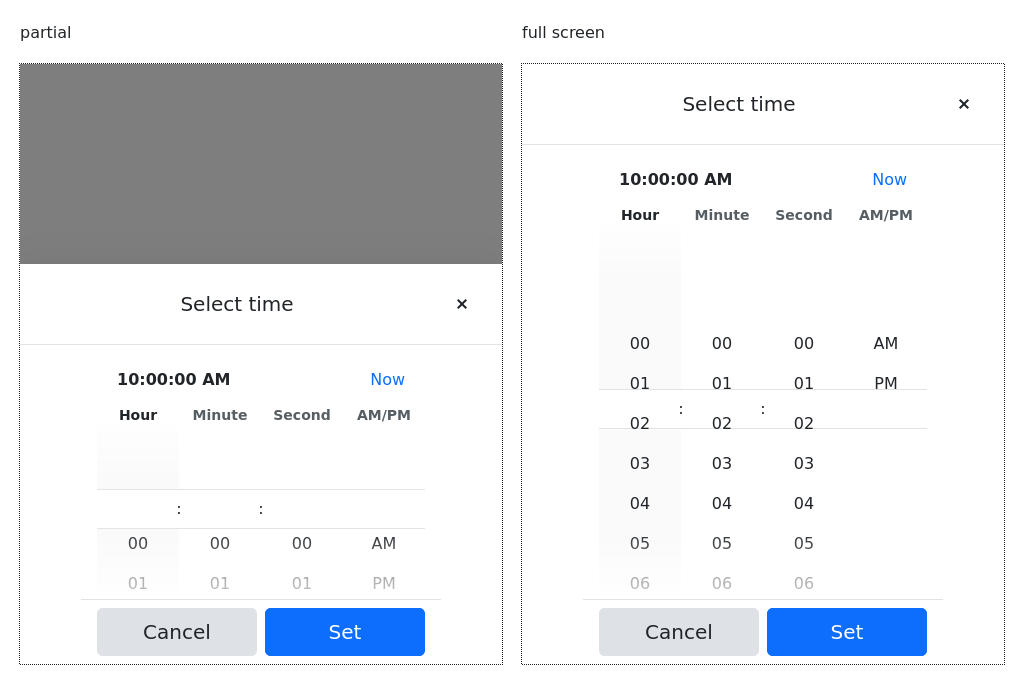 partial
Select time ×
10:00:00 AM Now
Hour Minute Second AM/PM
: :
00 00 00 AM
01 01 01 PM
Cancel Set
full screen
Select time ×
10:00:00 AM Now
Hour Minute Second AM/PM
00 00 00 AM
01 01 01 PM
: :
02 02 02
03 03 03
04 04 04
05 05 05
06 06 06
Cancel Set